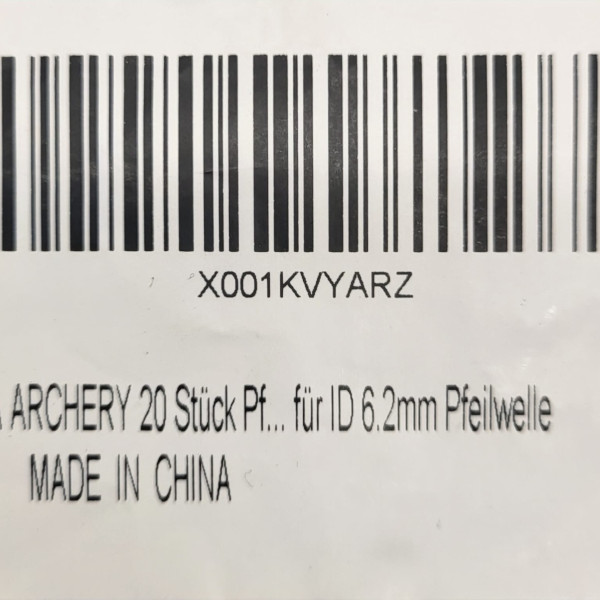 X001KVYARZ
ARCHERY 20 Stück Pf... für ID 6.2mm Pfeilwelle
MADE IN CHINA